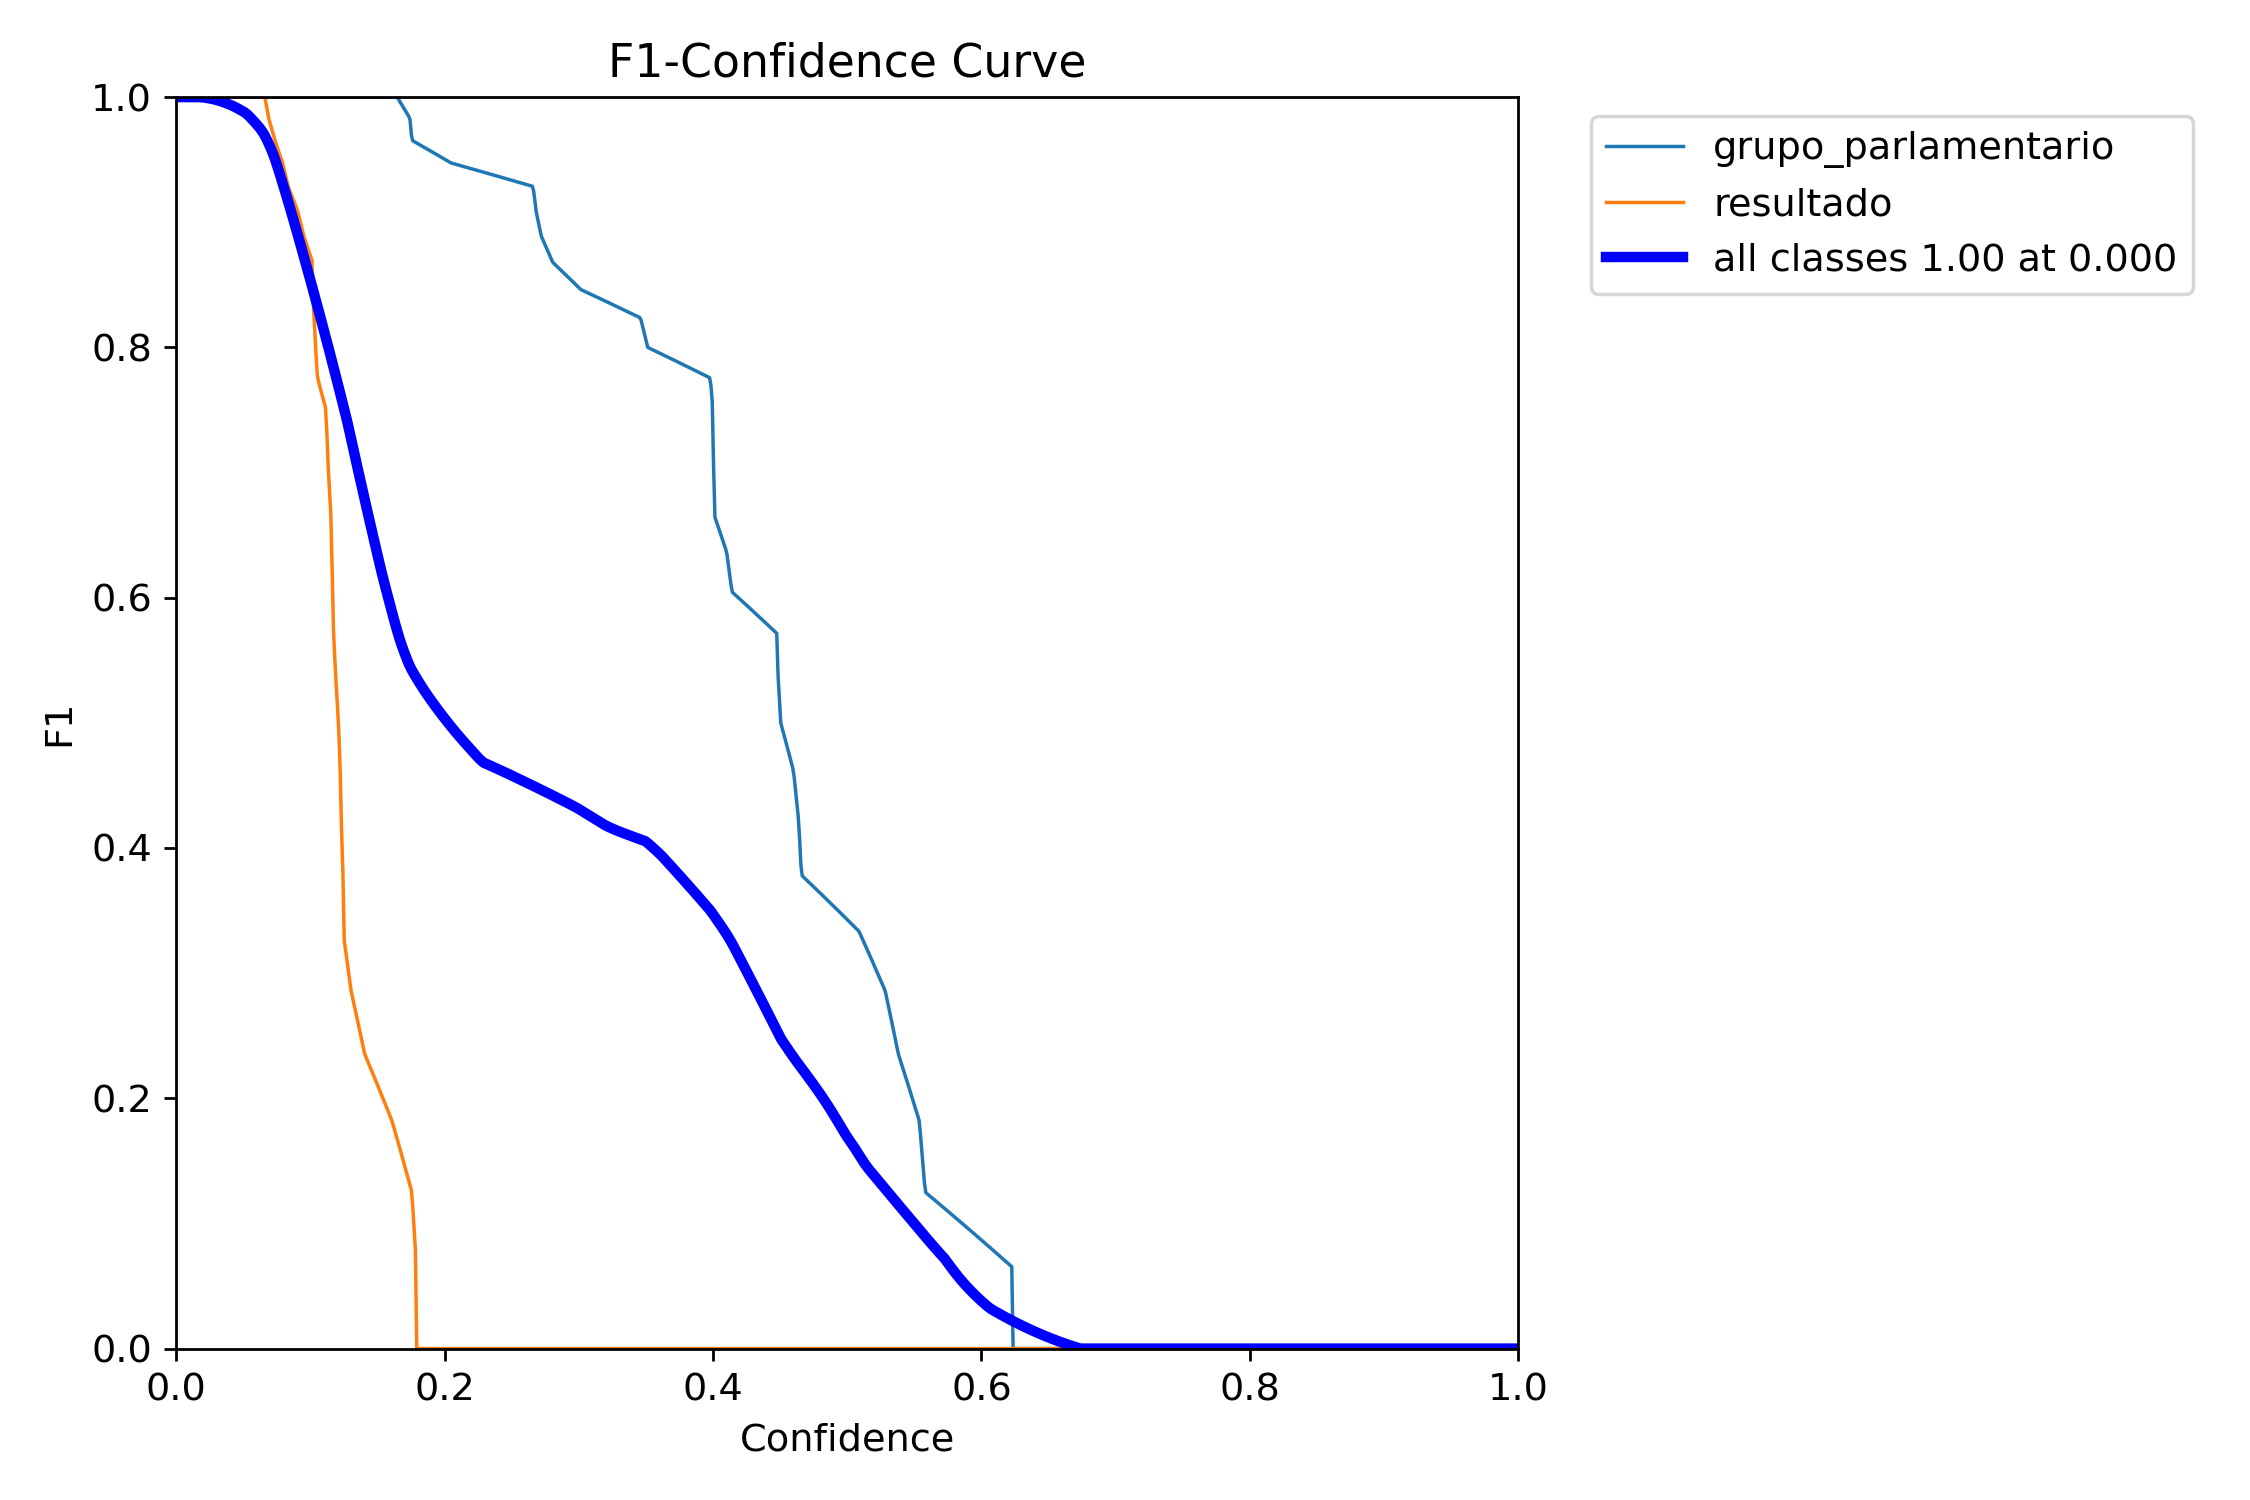 F1-Confidence Curve
1.0
0.8
0.6
0.4
0.2
0.0
F1
0.0 0.2 0.4 0.6 0.8 1.0
Confidence
grupo_parlamentario
resultado
all classes 1.00 at 0.000